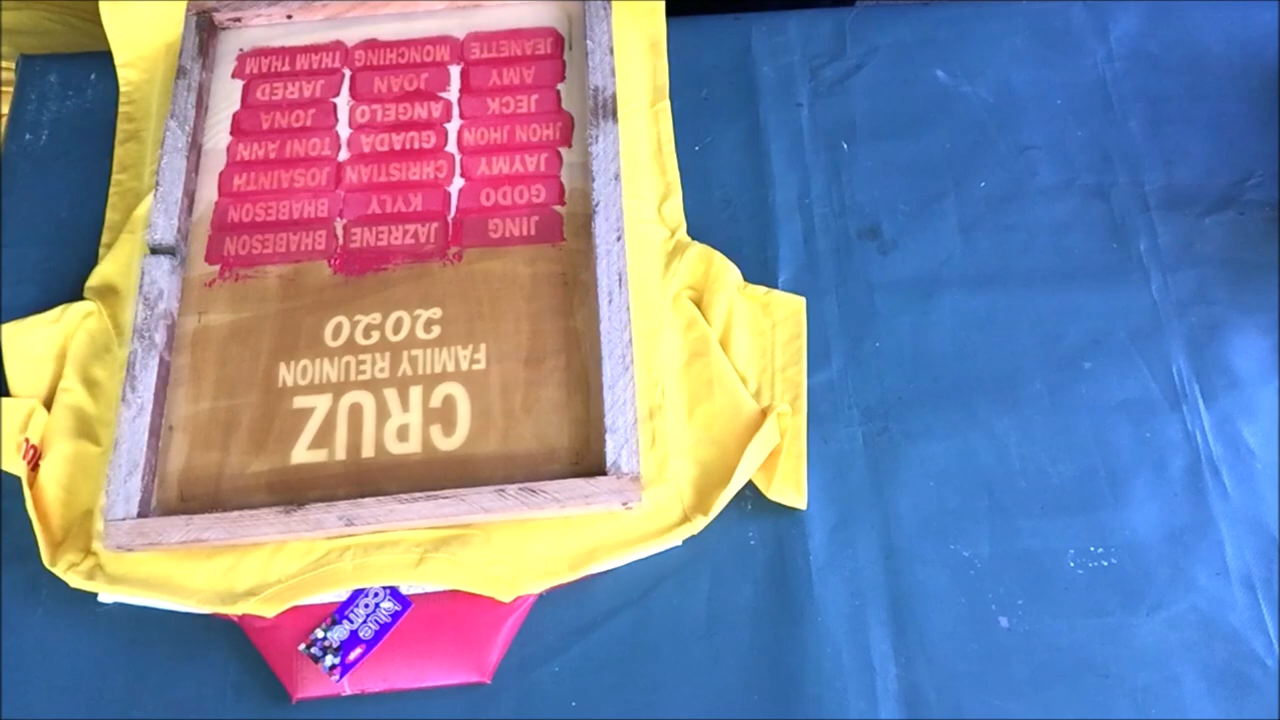 CRUZ
FAMILY REUNION
2020
JING JAZRENE BHABESON
GODO KYLY BHABESON
JAYMY CHRISTIAN JOSAINTH
JHON JHON GUADA TONI ANN
JECK ANGELO JONA
AMY JOAN JARED
JEANETTE MONCHING THAM THAM
blue
corner